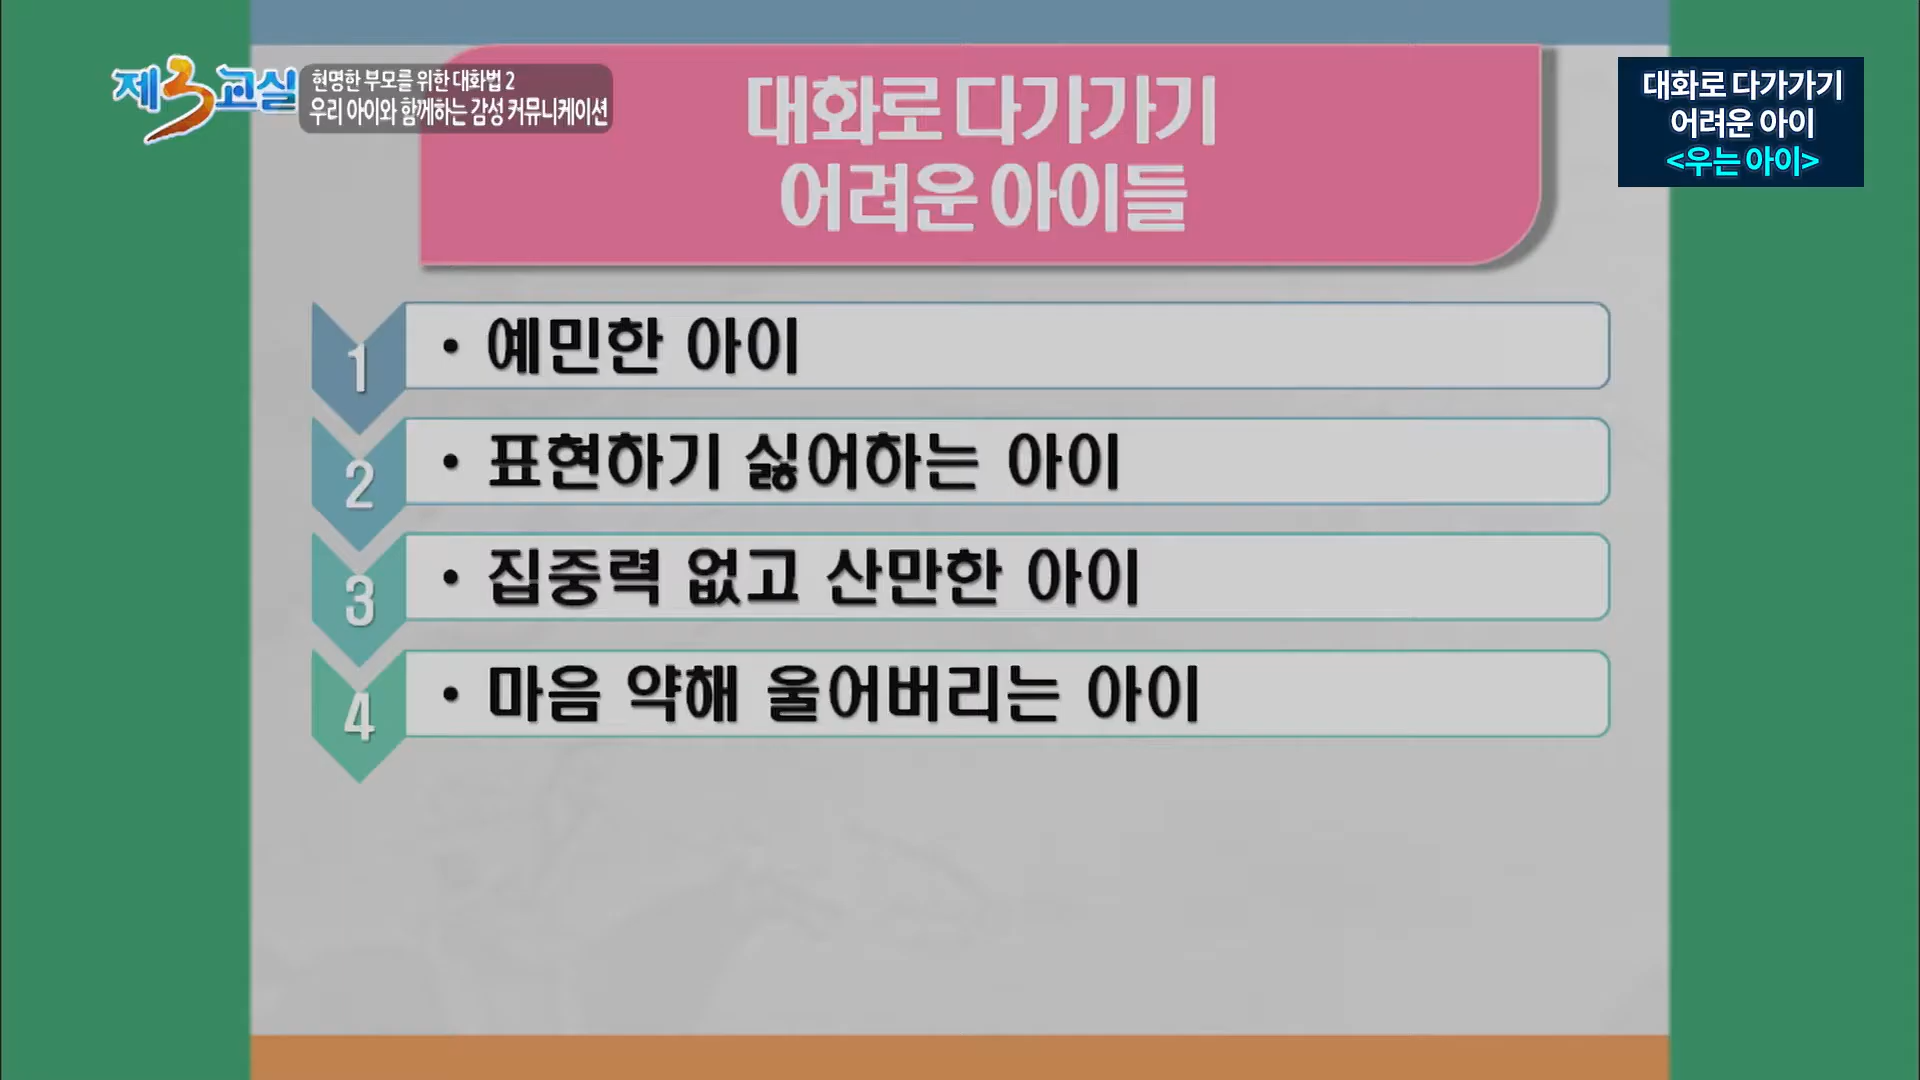 제3교실
현명한 부모를 위한 대화법 2
우리 아이와 함께하는 감성 커뮤니케이션
대화로 다가가기
어려운 아이들
대화로 다가가기
어려운 아이
<우는 아이>
1
• 예민한 아이
2
• 표현하기 싫어하는 아이
3
• 집중력 없고 산만한 아이
4
• 마음 약해 울어버리는 아이